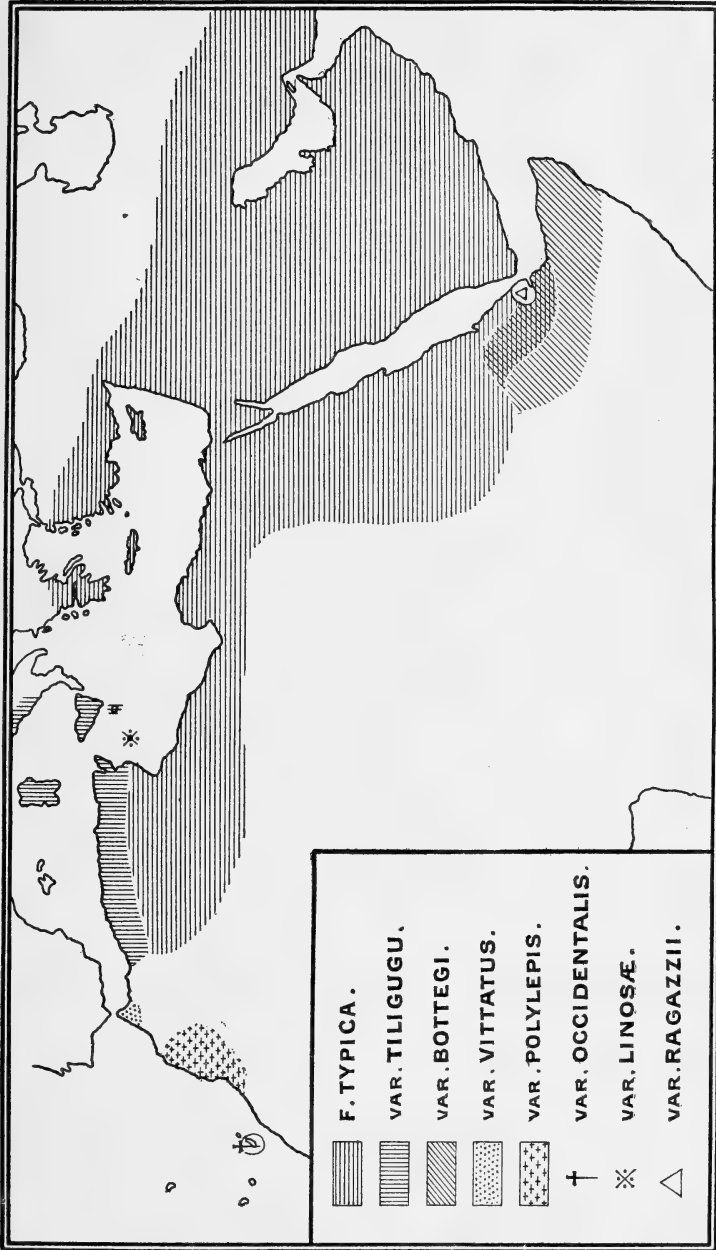 F. TYPICA.
VAR. TILIGUGU.
VAR. BOTTEGI.
VAR. VITTATUS.
VAR. POLYLEPIS.
VAR. OCCIDENTALIS.
VAR. LINOSÆ.
VAR. RAGAZZII.